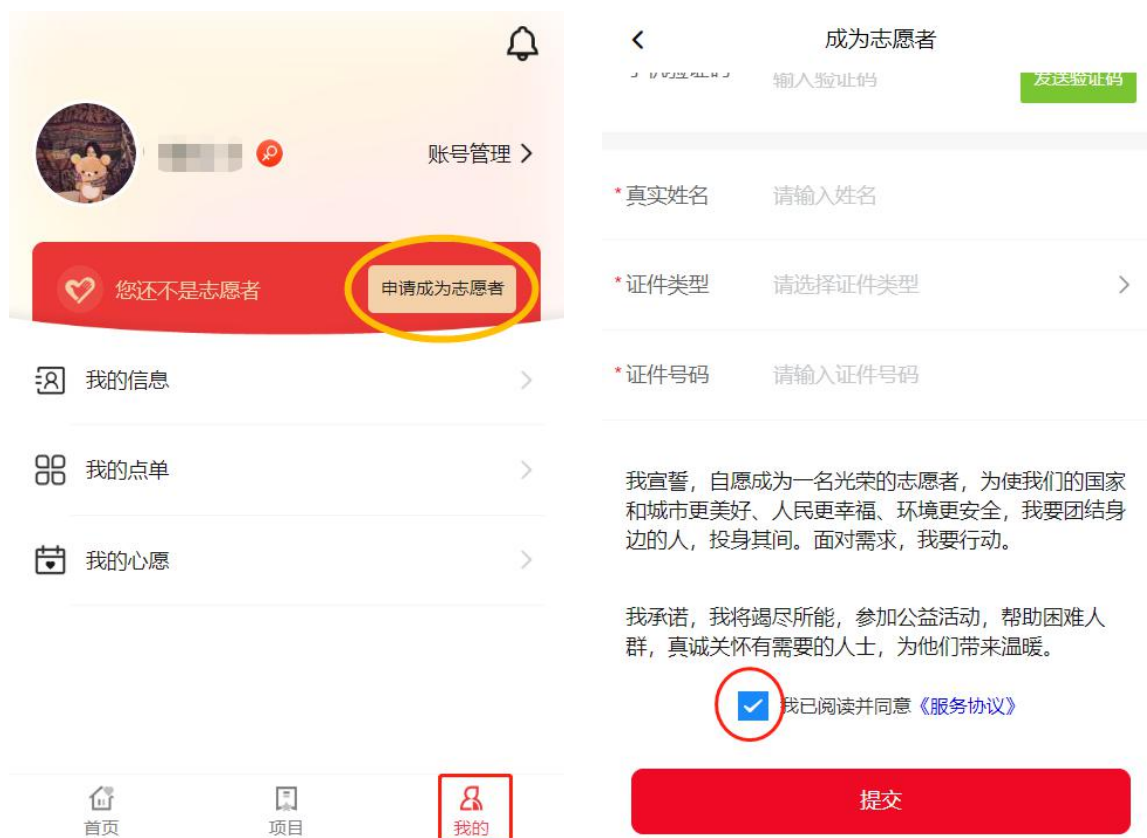 账号管理
您还不是志愿者
申请成为志愿者
我的信息
我的点单
我的心愿
首页
项目
我的
成为志愿者
手机验证码
输入验证码
发送验证码
*真实姓名
请输入姓名
*证件类型
请选择证件类型
*证件号码
请输入证件号码
我宣誓，自愿成为一名光荣的志愿者，为使我们的国家
和城市更美好、人民更幸福、环境更安全，我要团结身
边的人，投身其间。面对需求，我要行动。
我承诺，我将竭尽所能，参加公益活动，帮助困难人
群，真诚关怀有需要的人士，为他们带来温暖。
我已阅读并同意《服务协议》
提交